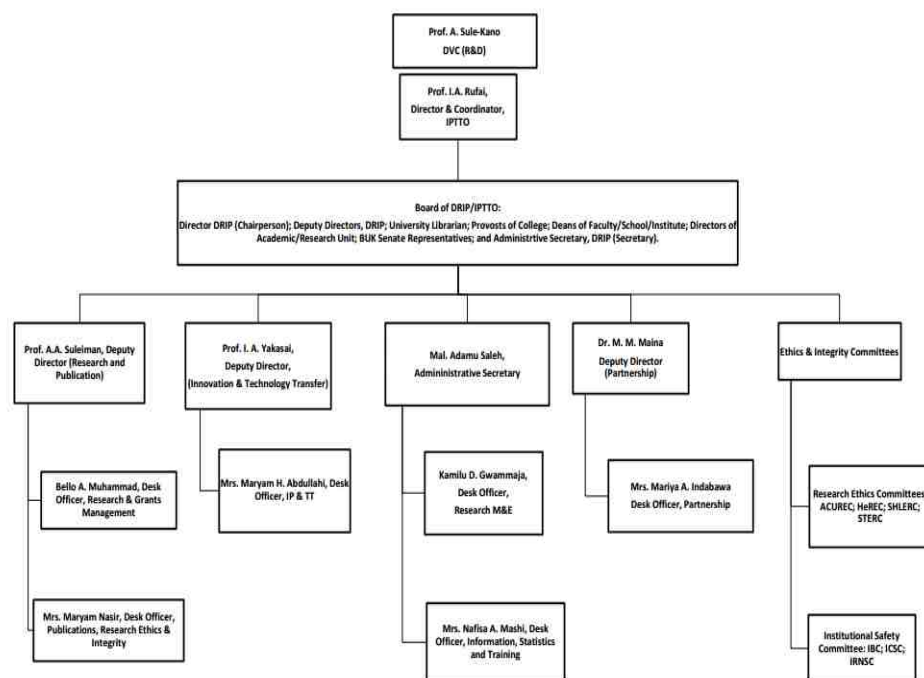 Prof. A. Sule-Kano
DVC (R&D)
Prof. I.A. Rufai,
Director & Coordinator,
IPTTO
Board of DRIP/IPTTO:
Director DRIP (Chairperson); Deputy Directors, DRIP; University Librarian; Provosts of College; Deans of Faculty/School/Institute; Directors of
Academic/Research Unit; BUK Senate Representatives; and Administrtive Secretary, DRIP (Secretary).
Prof. A.A. Suleiman, Deputy
Director (Research and
Publication)
Bello A. Muhammad, Desk
Officer, Research & Grants
Management
Mrs. Maryam Nasir, Desk Officer,
Publications, Research Ethics &
Integrity
Prof. I. A. Yakasai,
Deputy Director,
(Innovation & Technology Transfer)
Mrs. Maryam H. Abdullahi, Desk
Officer, IP & TT
Mal. Adamu Saleh,
Admininistrative Secretary
Kamilu D. Gwammaja,
Desk Officer,
Research M&E
Mrs. Nafisa A. Mashi, Desk
Officer, Information, Statistics
and Training
Dr. M. M. Maina
Deputy Director
(Partnership)
Mrs. Mariya A. Indabawa
Desk Officer, Partnership
Ethics & Integrity Committees
Research Ethics Committees
ACUREC; HeREC; SHLERC;
STERC
Institutional Safety
Committee: IBC; ICSC;
IRNSC